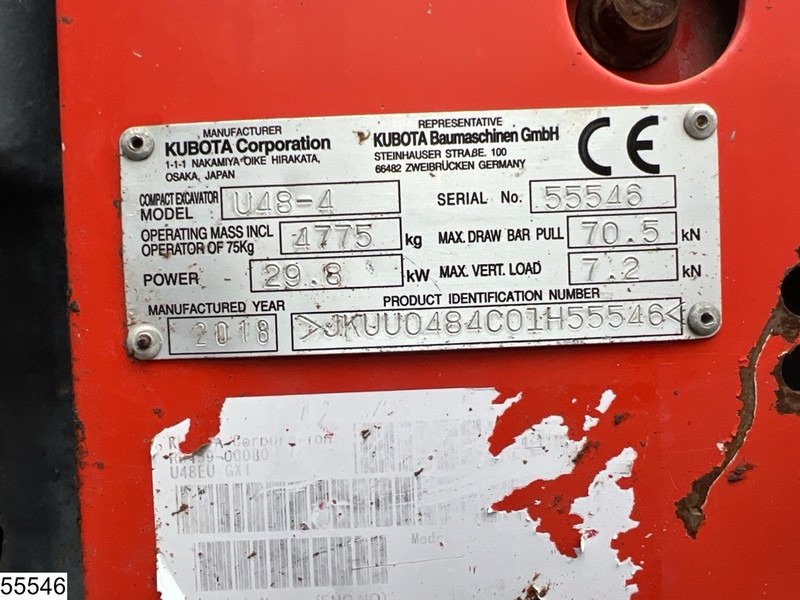 MANUFACTURER
KUBOTA Corporation
1-1-1 NAKAMIYA OIKE HIRAKATA,
OSAKA, JAPAN
REPRESENTATIVE
KUBOTA Baumaschinen GmbH
STEINHAUSER STRAßE. 100
66482 ZWEIBRÜCKEN GERMANY
CE
COMPACT EXCAVATOR
MODEL U48-4
SERIAL No. 55546
OPERATING MASS INCL
OPERATOR OF 75Kg 4775 kg
MAX. DRAW BAR PULL 70.5 kN
POWER 29.8 kW
MAX. VERT. LOAD 7.2 kN
MANUFACTURED YEAR
2018
PRODUCT IDENTIFICATION NUMBER
>JKUU0484C01H55546<
-00080
U48EU GX1
Made
55546